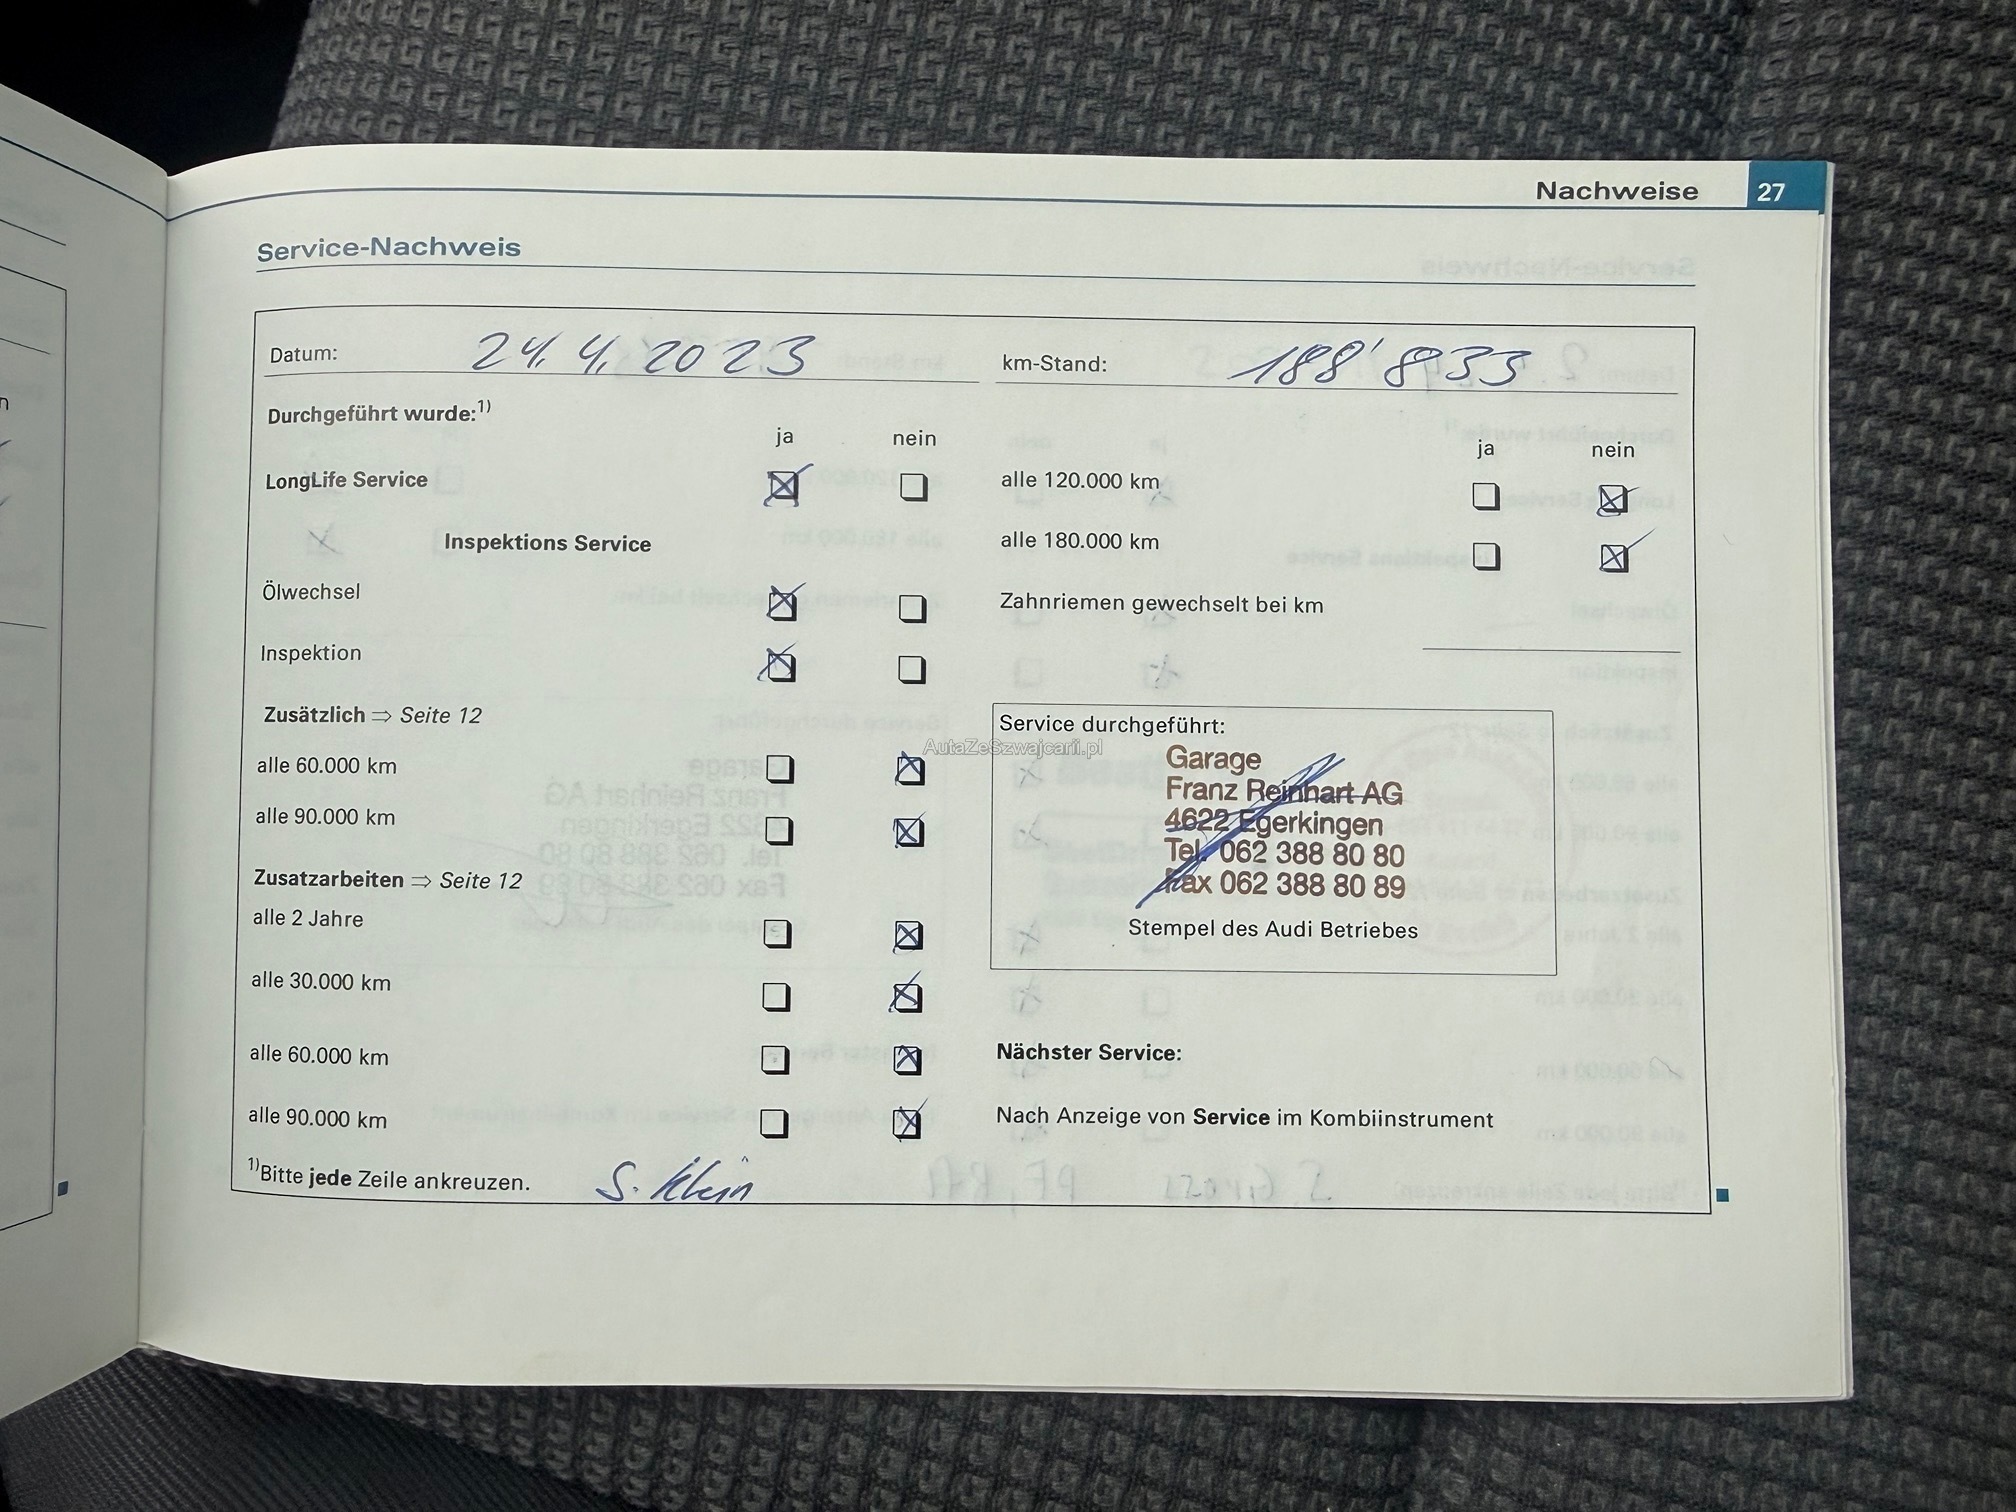 Nachweise 27
Service-Nachweis
Datum: 24.4.2023 km-Stand: 188'833
Durchgeführt wurde:1)
ja nein
LongLife Service
Inspektions Service
Ölwechsel
Inspektion
Zusätzlich ⇒ Seite 12
alle 60.000 km
alle 90.000 km
Zusatzarbeiten ⇒ Seite 12
alle 2 Jahre
alle 30.000 km
alle 60.000 km
alle 90.000 km
1)Bitte jede Zeile ankreuzen. S. Klein
ja nein
alle 120.000 km
alle 180.000 km
Zahnriemen gewechselt bei km
Service durchgeführt:
Garage
Franz Reinhart AG
4622 Egerkingen
Tel. 062 388 80 80
Fax 062 388 80 89
Stempel des Audi Betriebes
Nächster Service:
Nach Anzeige von Service im Kombiinstrument
AutaZeSzwajcarii.pl